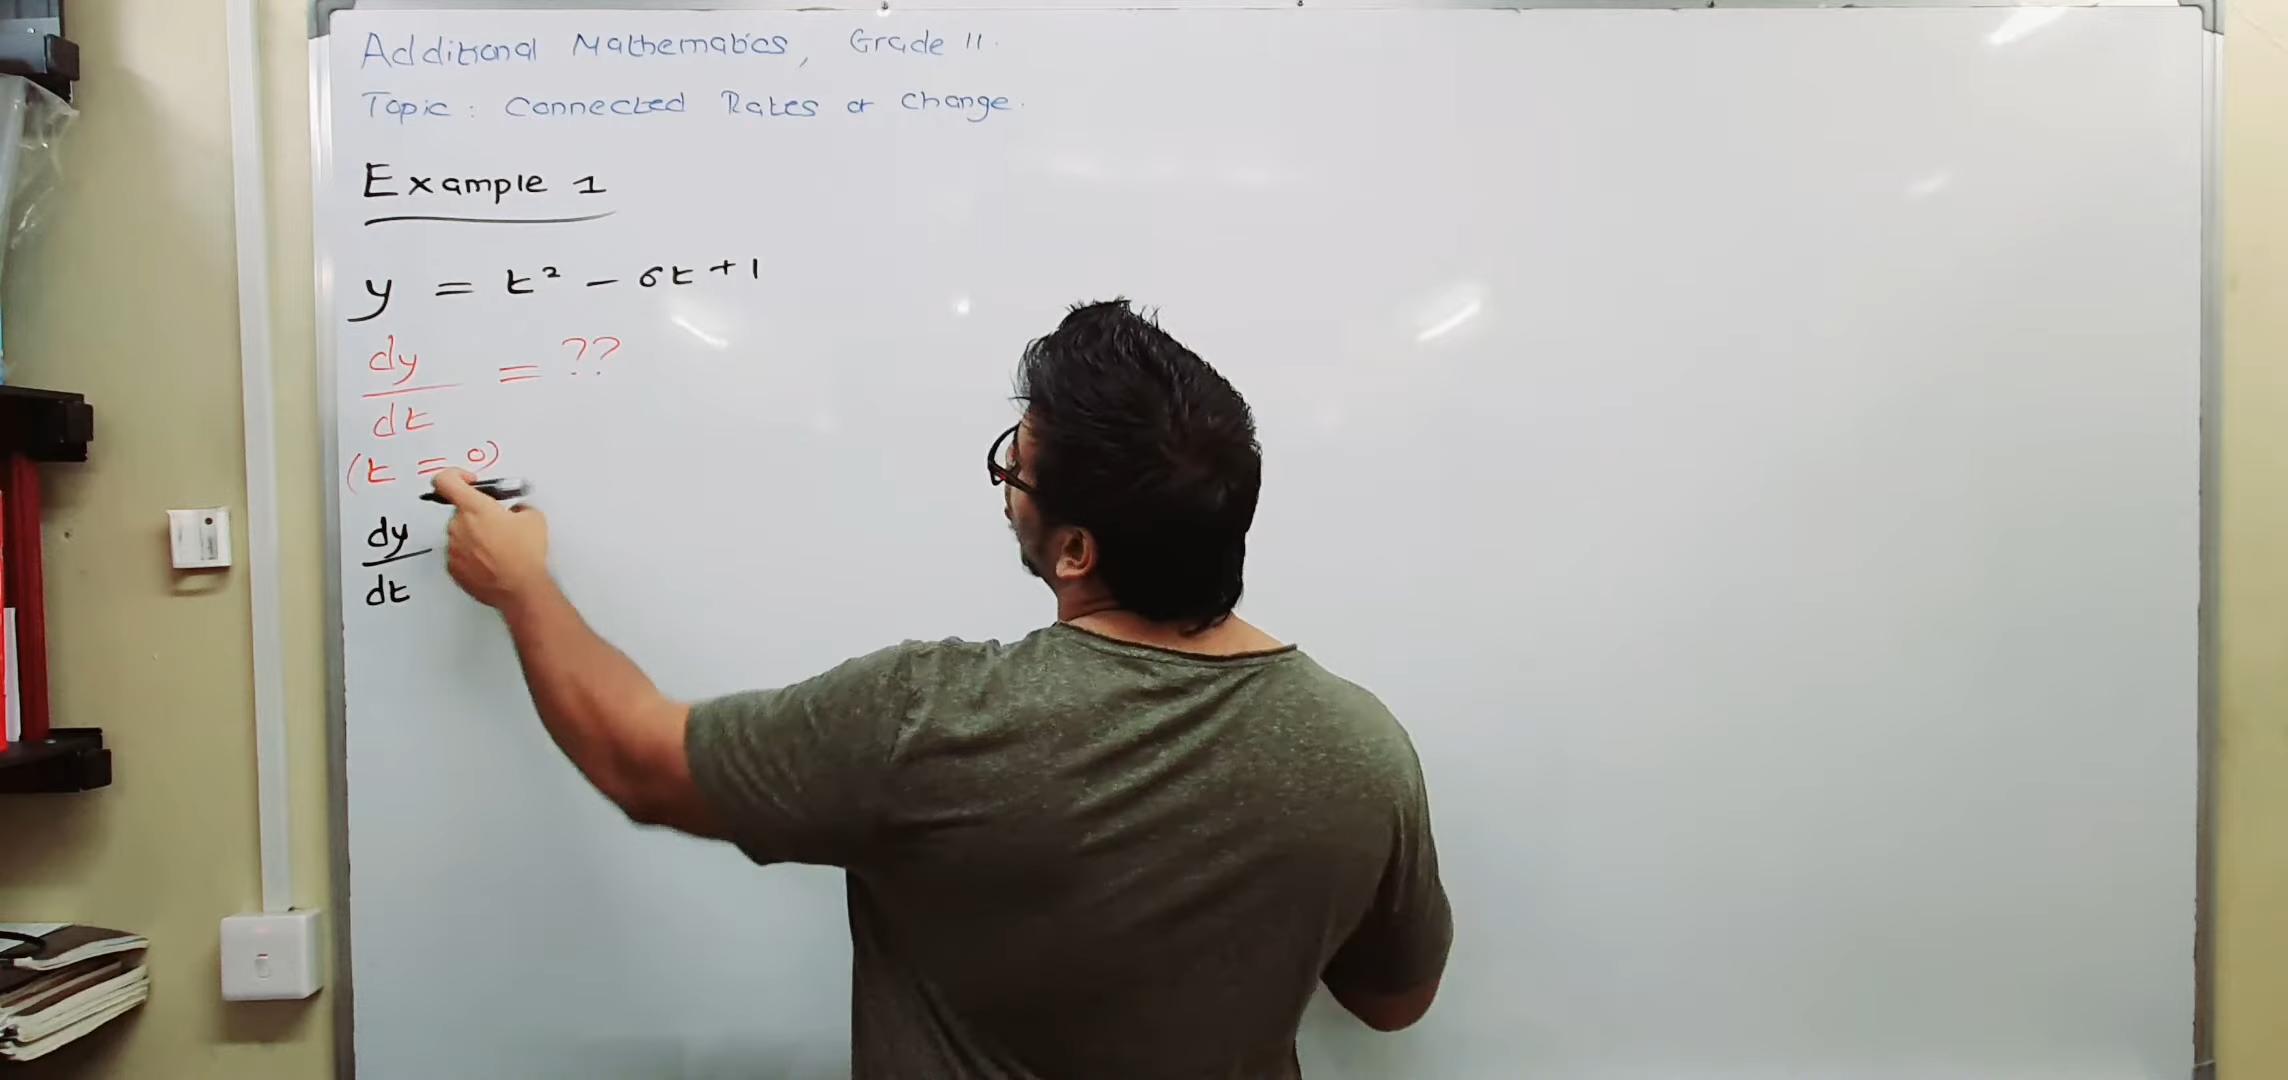 Additional Mathematics, Grade 11.
Topic: Connected Rates of Change.
Example 1
y = t² - 6t + 1
dy/dt = ??
(t = 0)
dy/dt